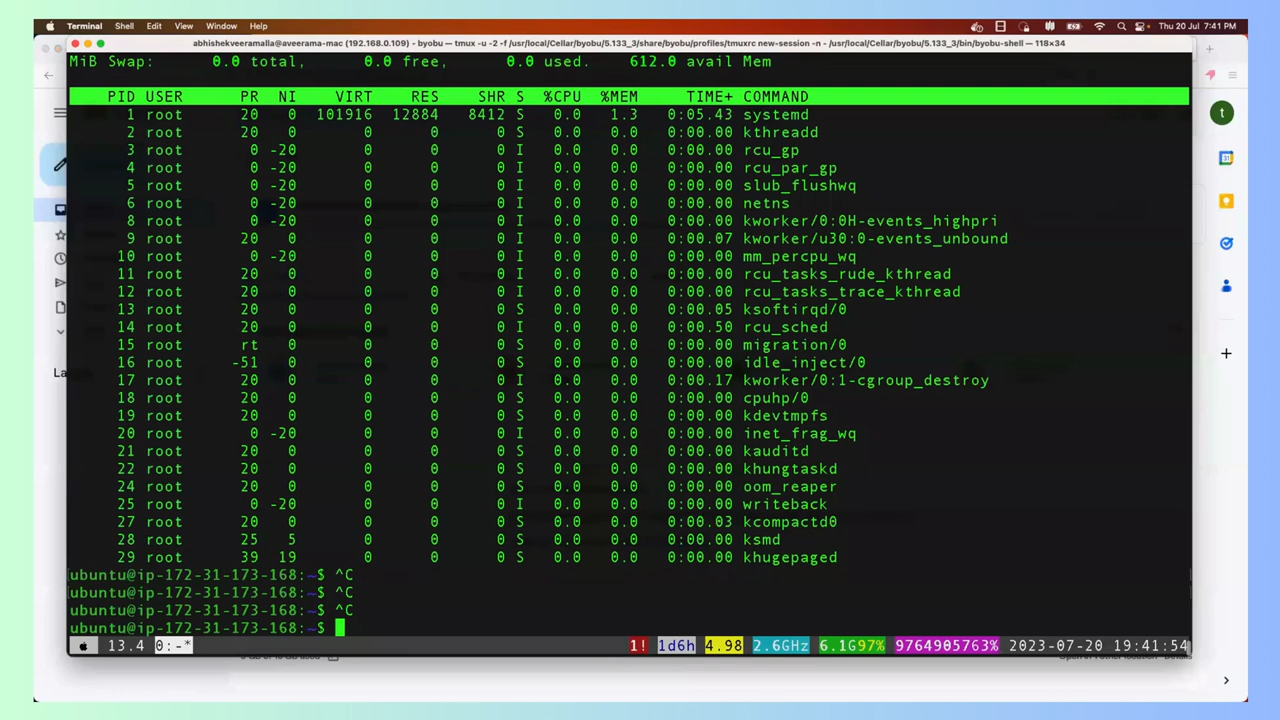 Terminal Shell Edit View Window Help Thu 20 Jul 7:41 PM
abhishekveeramalla@aveerama-mac (192.168.0.109) - byobu — tmux -u -2 -f /usr/local/Cellar/byobu/5.133_3/share/byobu/profiles/tmuxrc new-session -n - /usr/local/Cellar/byobu/5.133_3/bin/byobu-shell — 118×34
MiB Swap: 0.0 total, 0.0 free, 0.0 used. 612.0 avail Mem
PID USER PR NI VIRT RES SHR S %CPU %MEM TIME+ COMMAND
1 root 20 0 101916 12884 8412 S 0.0 1.3 0:05.43 systemd
2 root 20 0 0 0 0 S 0.0 0.0 0:00.00 kthreadd
3 root 0 -20 0 0 0 I 0.0 0.0 0:00.00 rcu_gp
4 root 0 -20 0 0 0 I 0.0 0.0 0:00.00 rcu_par_gp
5 root 0 -20 0 0 0 I 0.0 0.0 0:00.00 slub_flushwq
6 root 0 -20 0 0 0 I 0.0 0.0 0:00.00 netns
8 root 0 -20 0 0 0 I 0.0 0.0 0:00.00 kworker/0:0H-events_highpri
9 root 20 0 0 0 0 I 0.0 0.0 0:00.07 kworker/u30:0-events_unbound
10 root 0 -20 0 0 0 I 0.0 0.0 0:00.00 mm_percpu_wq
11 root 20 0 0 0 0 I 0.0 0.0 0:00.00 rcu_tasks_rude_kthread
12 root 20 0 0 0 0 I 0.0 0.0 0:00.00 rcu_tasks_trace_kthread
13 root 20 0 0 0 0 S 0.0 0.0 0:00.05 ksoftirqd/0
14 root 20 0 0 0 0 I 0.0 0.0 0:00.50 rcu_sched
15 root rt 0 0 0 0 S 0.0 0.0 0:00.00 migration/0
16 root -51 0 0 0 0 S 0.0 0.0 0:00.00 idle_inject/0
17 root 20 0 0 0 0 I 0.0 0.0 0:00.17 kworker/0:1-cgroup_destroy
18 root 20 0 0 0 0 S 0.0 0.0 0:00.00 cpuhp/0
19 root 20 0 0 0 0 S 0.0 0.0 0:00.00 kdevtmpfs
20 root 0 -20 0 0 0 I 0.0 0.0 0:00.00 inet_frag_wq
21 root 20 0 0 0 0 S 0.0 0.0 0:00.00 kauditd
22 root 20 0 0 0 0 S 0.0 0.0 0:00.00 khungtaskd
24 root 20 0 0 0 0 S 0.0 0.0 0:00.00 oom_reaper
25 root 0 -20 0 0 0 I 0.0 0.0 0:00.00 writeback
27 root 20 0 0 0 0 S 0.0 0.0 0:00.03 kcompactd0
28 root 25 5 0 0 0 S 0.0 0.0 0:00.00 ksmd
29 root 39 19 0 0 0 S 0.0 0.0 0:00.00 khugepaged
ubuntu@ip-172-31-173-168:~$ ^C
ubuntu@ip-172-31-173-168:~$ ^C
ubuntu@ip-172-31-173-168:~$ ^C
ubuntu@ip-172-31-173-168:~$
13.4 0:-* 1! 1d6h 4.98 2.6GHz 6.1G97% 9764905763% 2023-07-20 19:41:54
t
La